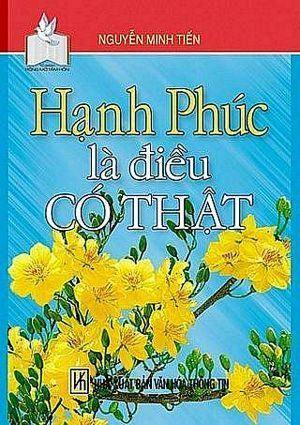 NGUYỄN MINH TIẾN
Hạnh Phúc
là điều
CÓ THẬT
NHÀ XUẤT BẢN VĂN HÓA THÔNG TIN